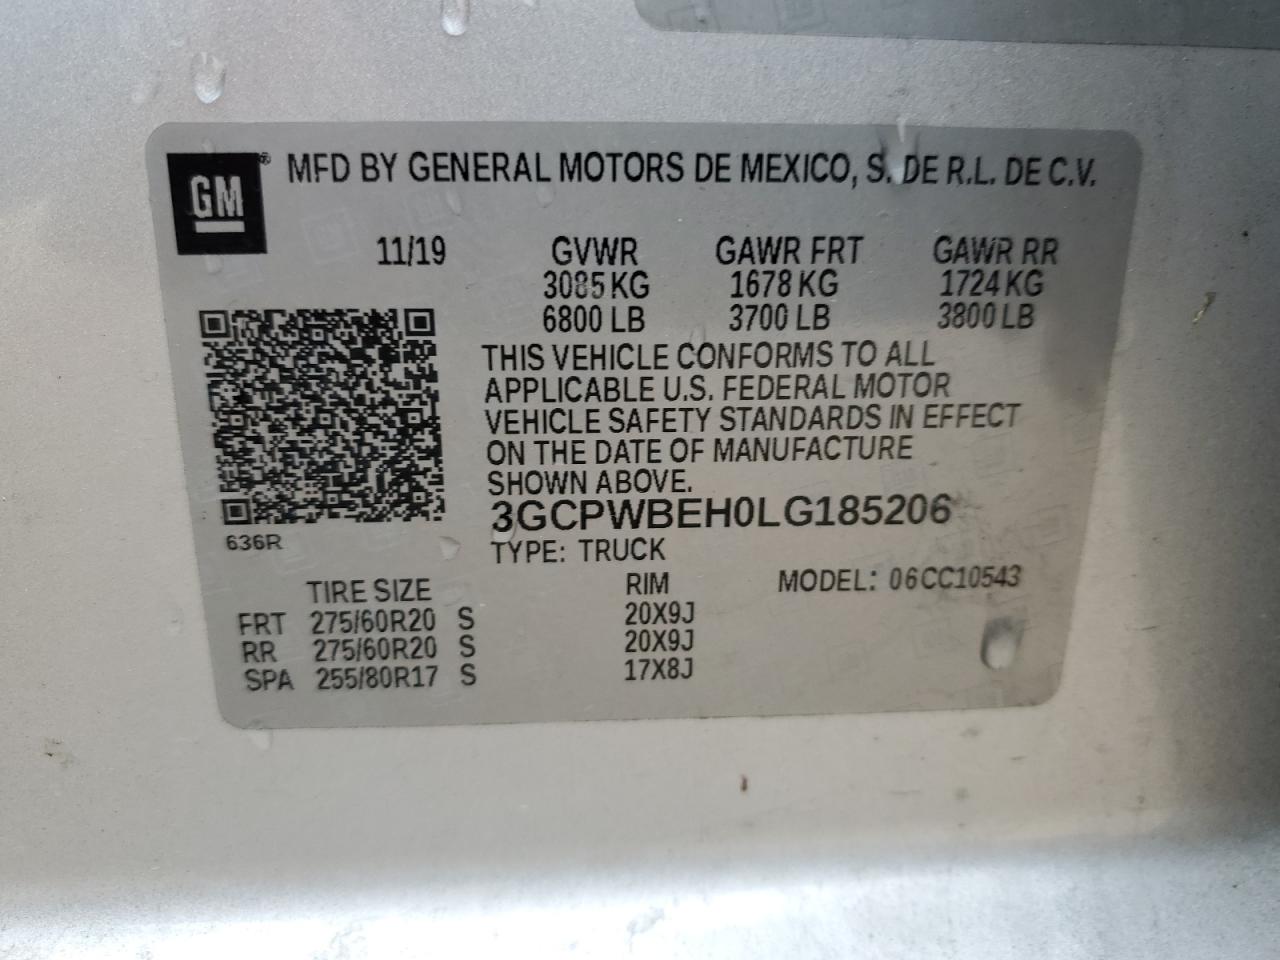 GM® MFD BY GENERAL MOTORS DE MEXICO, S. DE R.L. DE C.V.
11/19 GVWR GAWR FRT GAWR RR
3085 KG 1678 KG 1724 KG
6800 LB 3700 LB 3800 LB
THIS VEHICLE CONFORMS TO ALL
APPLICABLE U.S. FEDERAL MOTOR
VEHICLE SAFETY STANDARDS IN EFFECT
ON THE DATE OF MANUFACTURE
SHOWN ABOVE.
3GCPWBEH0LG185206
636R
TYPE: TRUCK
TIRE SIZE RIM MODEL: 06CC10543
FRT 275/60R20 S 20X9J
RR 275/60R20 S 20X9J
SPA 255/80R17 S 17X8J